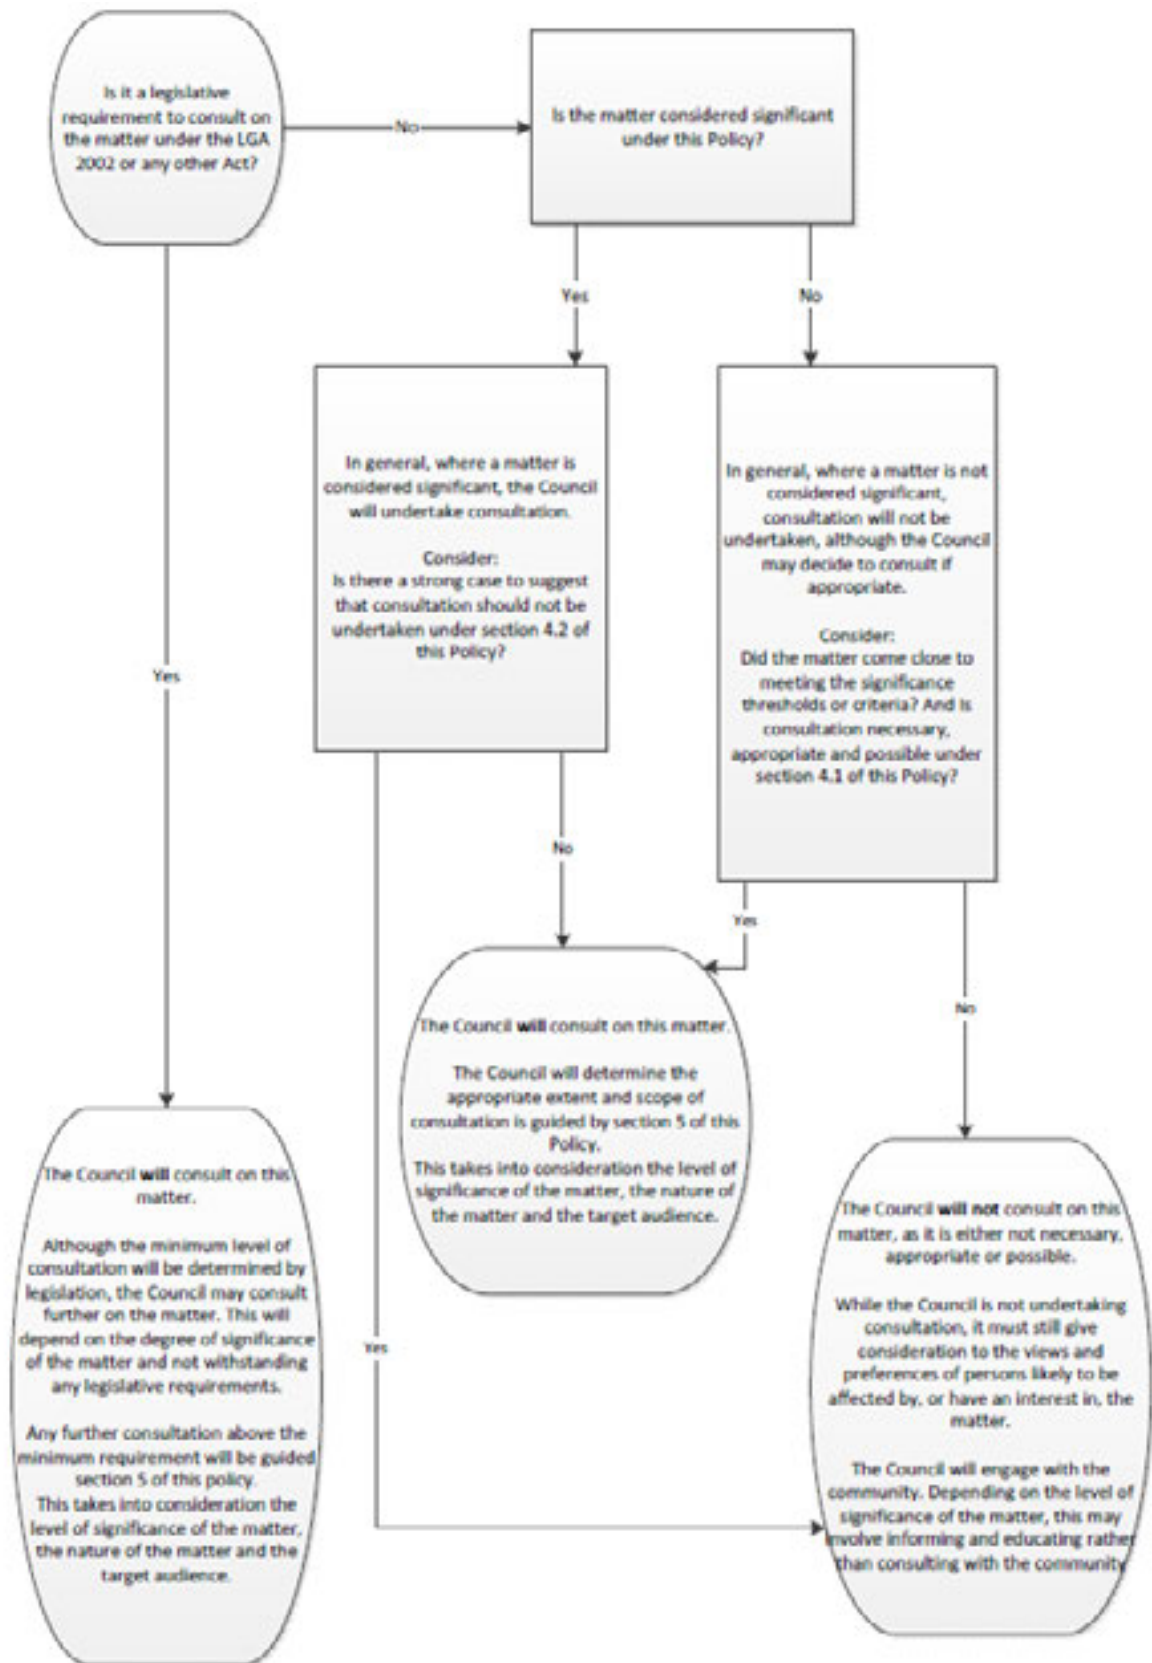 Is it a legislative
requirement to consult on
the matter under the LGA
2002 or any other Act?
No
Is the matter considered significant
under this Policy?
Yes
No
In general, where a matter is
considered significant, the Council
will undertake consultation.
Consider:
Is there a strong case to suggest
that consultation should not be
undertaken under section 4.2 of
this Policy?
In general, where a matter is not
considered significant,
consultation will not be
undertaken, although the Council
may decide to consult if
appropriate.
Consider:
Did the matter come close to
meeting the significance
thresholds or criteria? And Is
consultation necessary,
appropriate and possible under
section 4.1 of this Policy?
Yes
No
Yes
No
The Council will consult on this matter.
The Council will determine the
appropriate extent and scope of
consultation is guided by section 5 of this
Policy.
This takes into consideration the level of
significance of the matter, the nature of
the matter and the target audience.
The Council will consult on this
matter.
Although the minimum level of
consultation will be determined by
legislation, the Council may consult
further on the matter. This will
depend on the degree of significance
of the matter and not withstanding
any legislative requirements.
Any further consultation above the
minimum requirement will be guided
section 5 of this policy.
This takes into consideration the
level of significance of the matter,
the nature of the matter and the
target audience.
Yes
The Council will not consult on this
matter, as it is either not necessary,
appropriate or possible.
While the Council is not undertaking
consultation, it must still give
consideration to the views and
preferences of persons likely to be
affected by, or have an interest in, the
matter.
The Council will engage with the
community. Depending on the level of
significance of the matter, this may
involve informing and educating rather
than consulting with the community